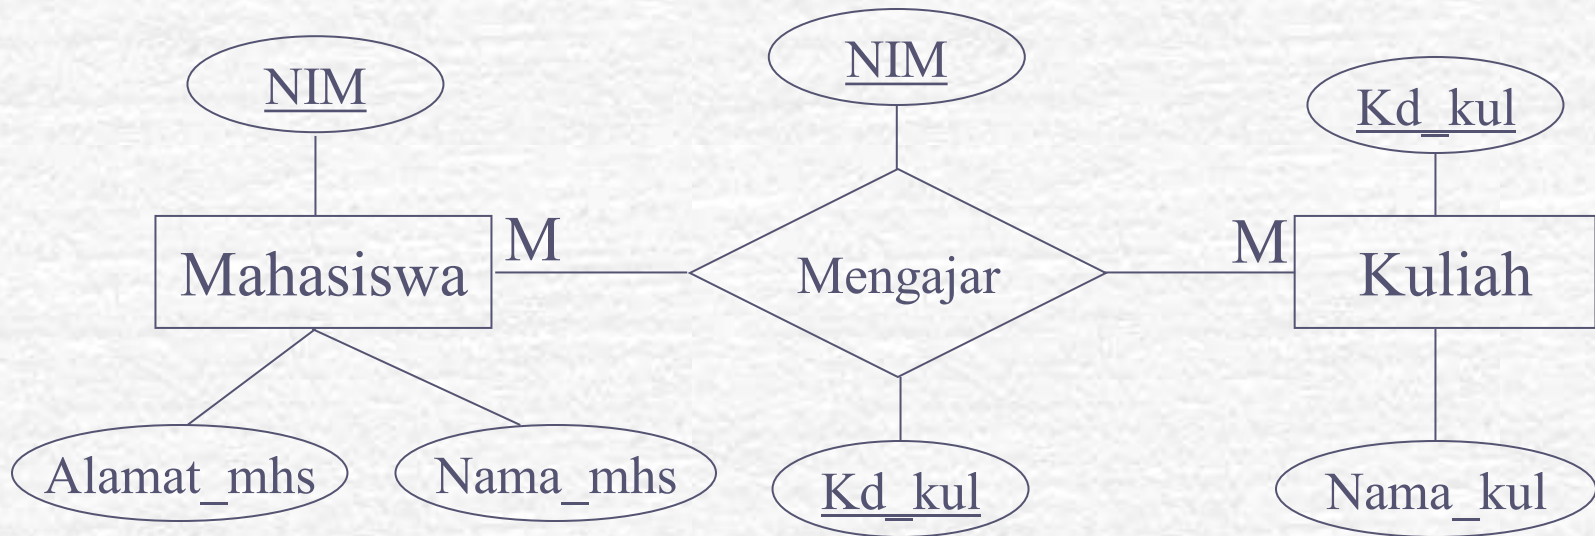 NIM
NIM
Kd_kul
Mahasiswa
M
Mengajar
M
Kuliah
Alamat_mhs
Nama_mhs
Kd_kul
Nama_kul